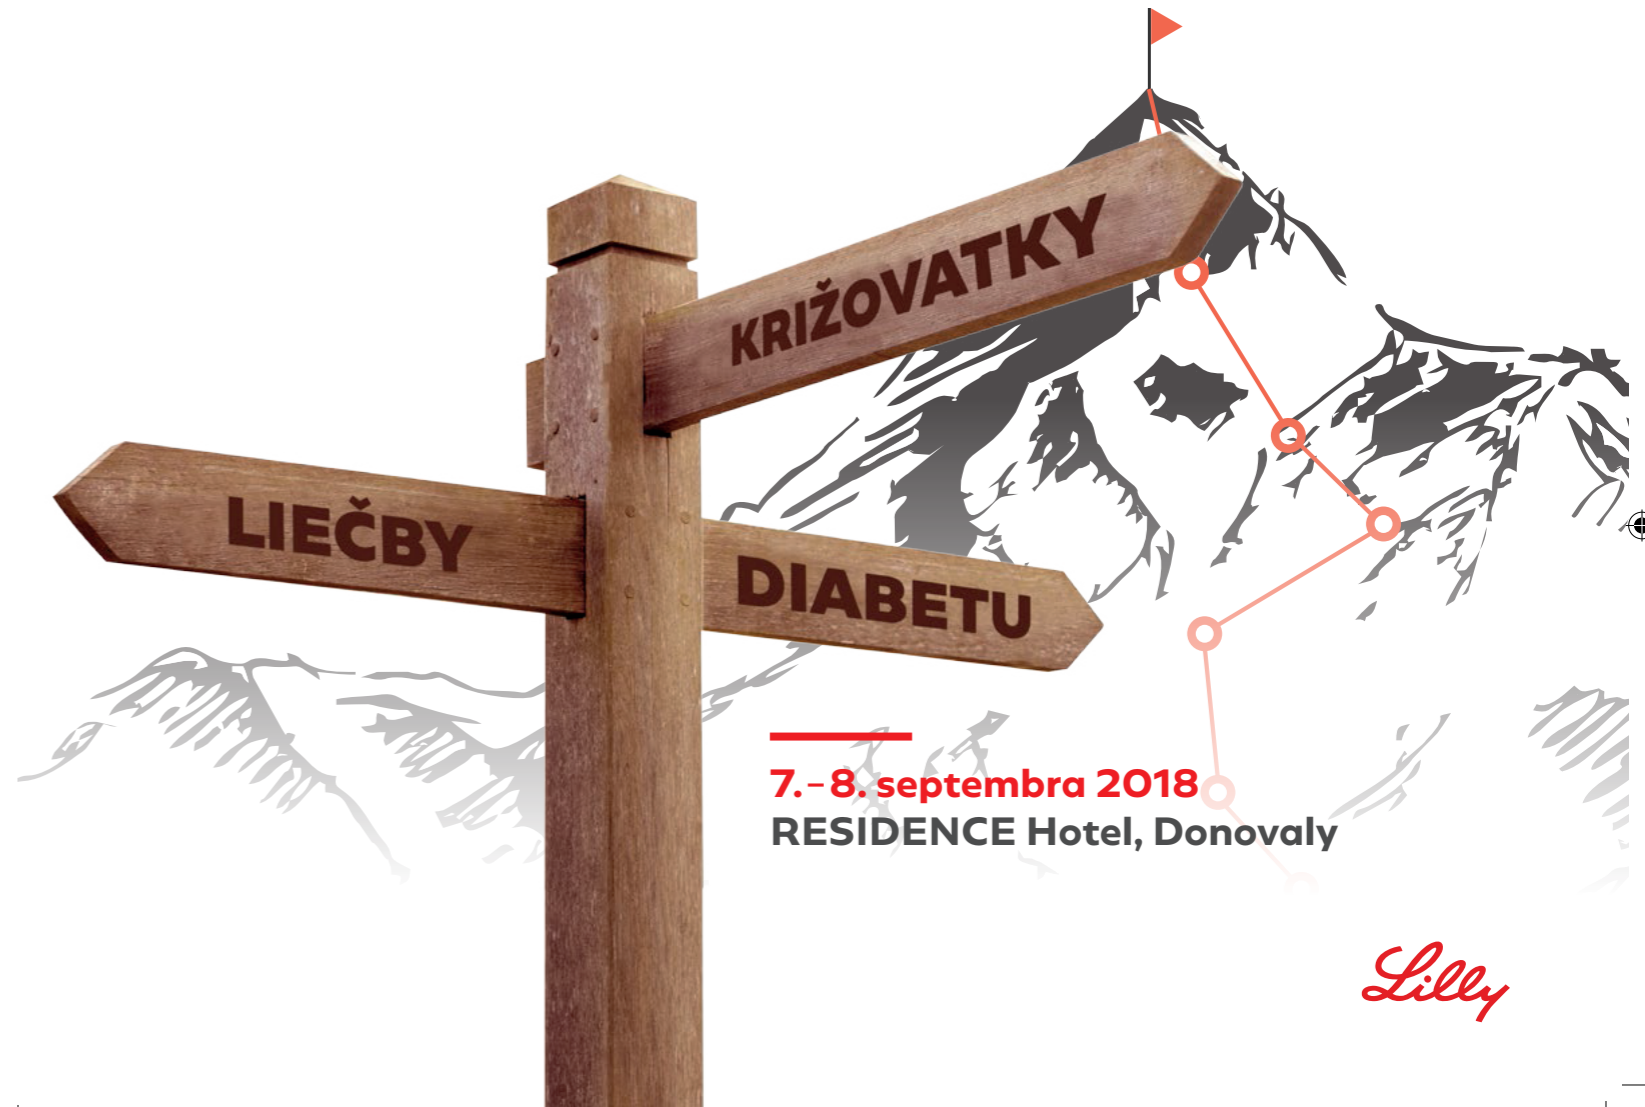 KRIŽOVATKY
LIEČBY
DIABETU
7.–8. septembra 2018
RESIDENCE Hotel, Donovaly
Lilly